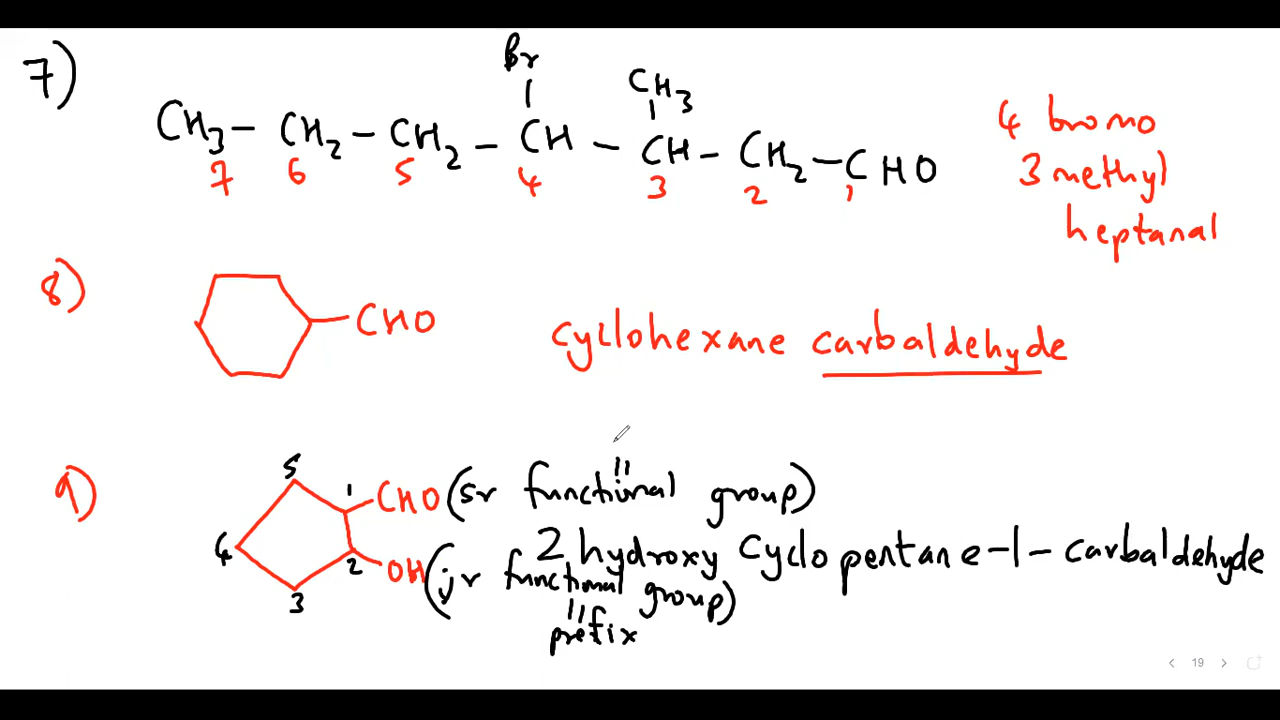 7)
Br
CH3
CH3 – CH2 – CH2 – CH – CH – CH2 – CHO
7 6 5 4 3 2 1
4 bromo
3 methyl
heptanal
8)
CHO
cyclohexane carbaldehyde
9)
5 1 CHO (sr functional group)
4 2 OH (jr functional group)
3
2 hydroxy cyclopentane-1-carbaldehyde
prefix
19